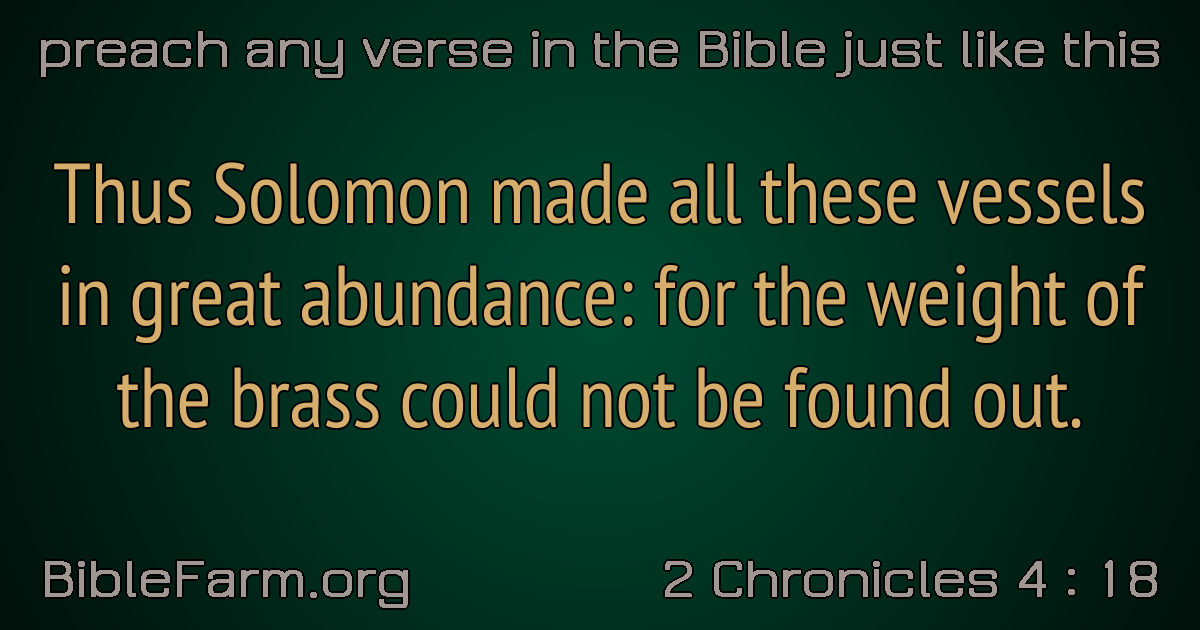 preach any verse in the Bible just like this
Thus Solomon made all these vessels
in great abundance: for the weight of
the brass could not be found out.
BibleFarm.org
2 Chronicles 4 : 18